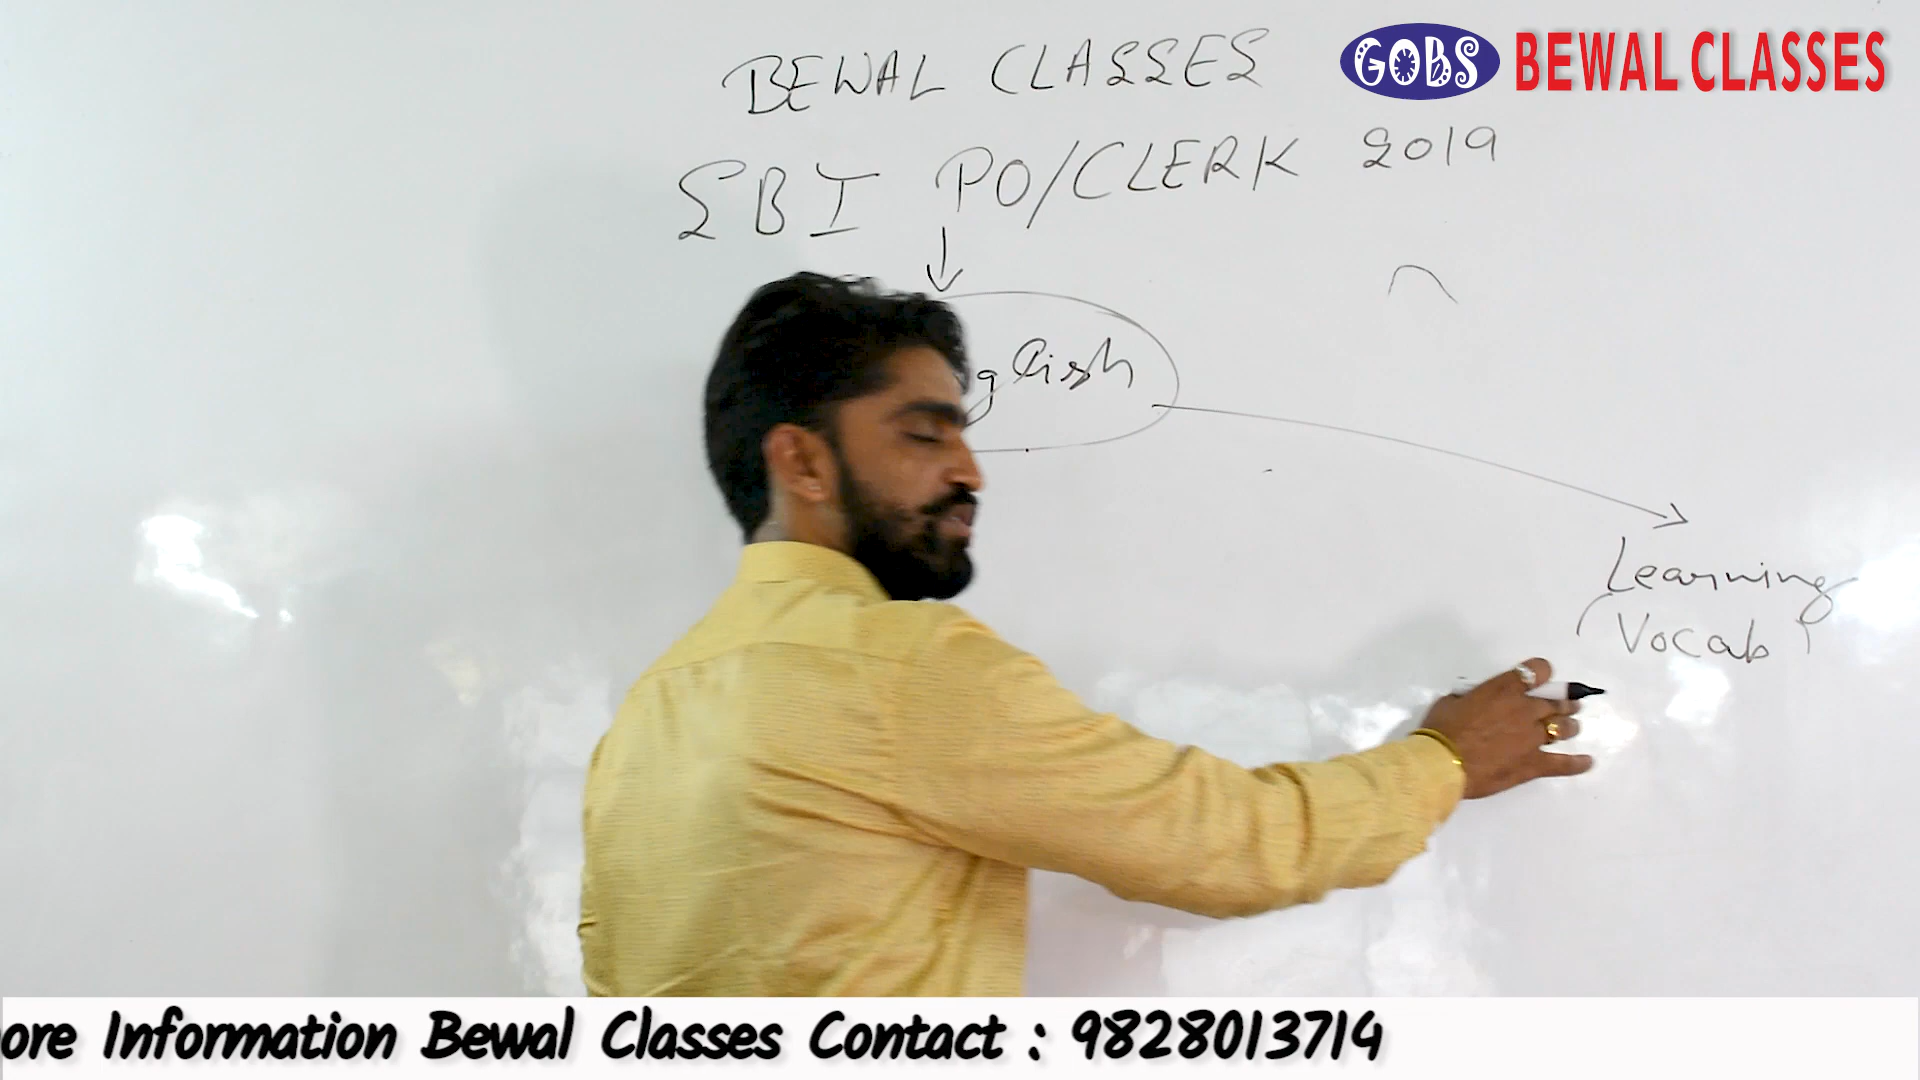 GOBS BEWAL CLASSES
BEWAL CLASSES
SBI PO/CLERK 2019
glish
Learning
(Vocab)
ore Information Bewal Classes Contact : 9828013714